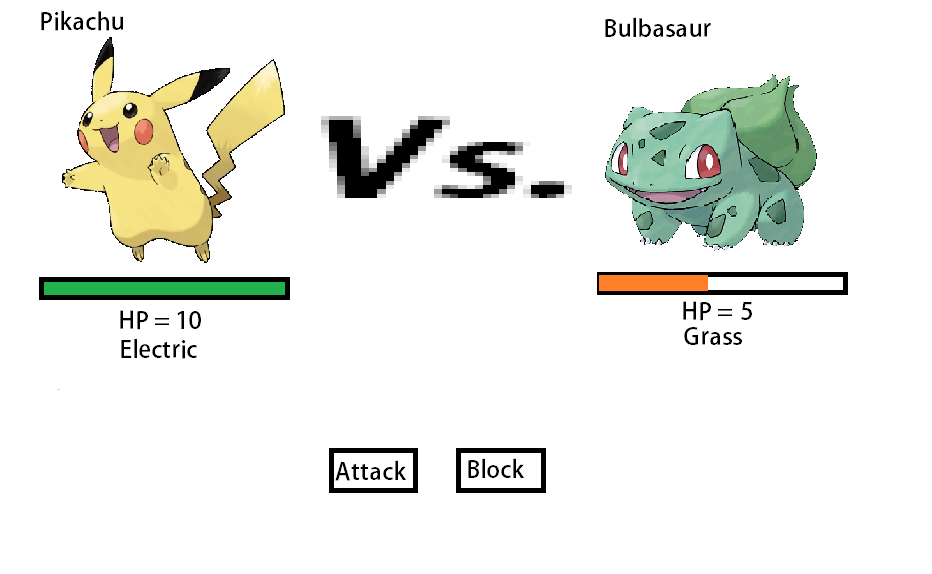 Pikachu
Bulbasaur
Vs.
HP = 10
Electric
HP = 5
Grass
Attack
Block